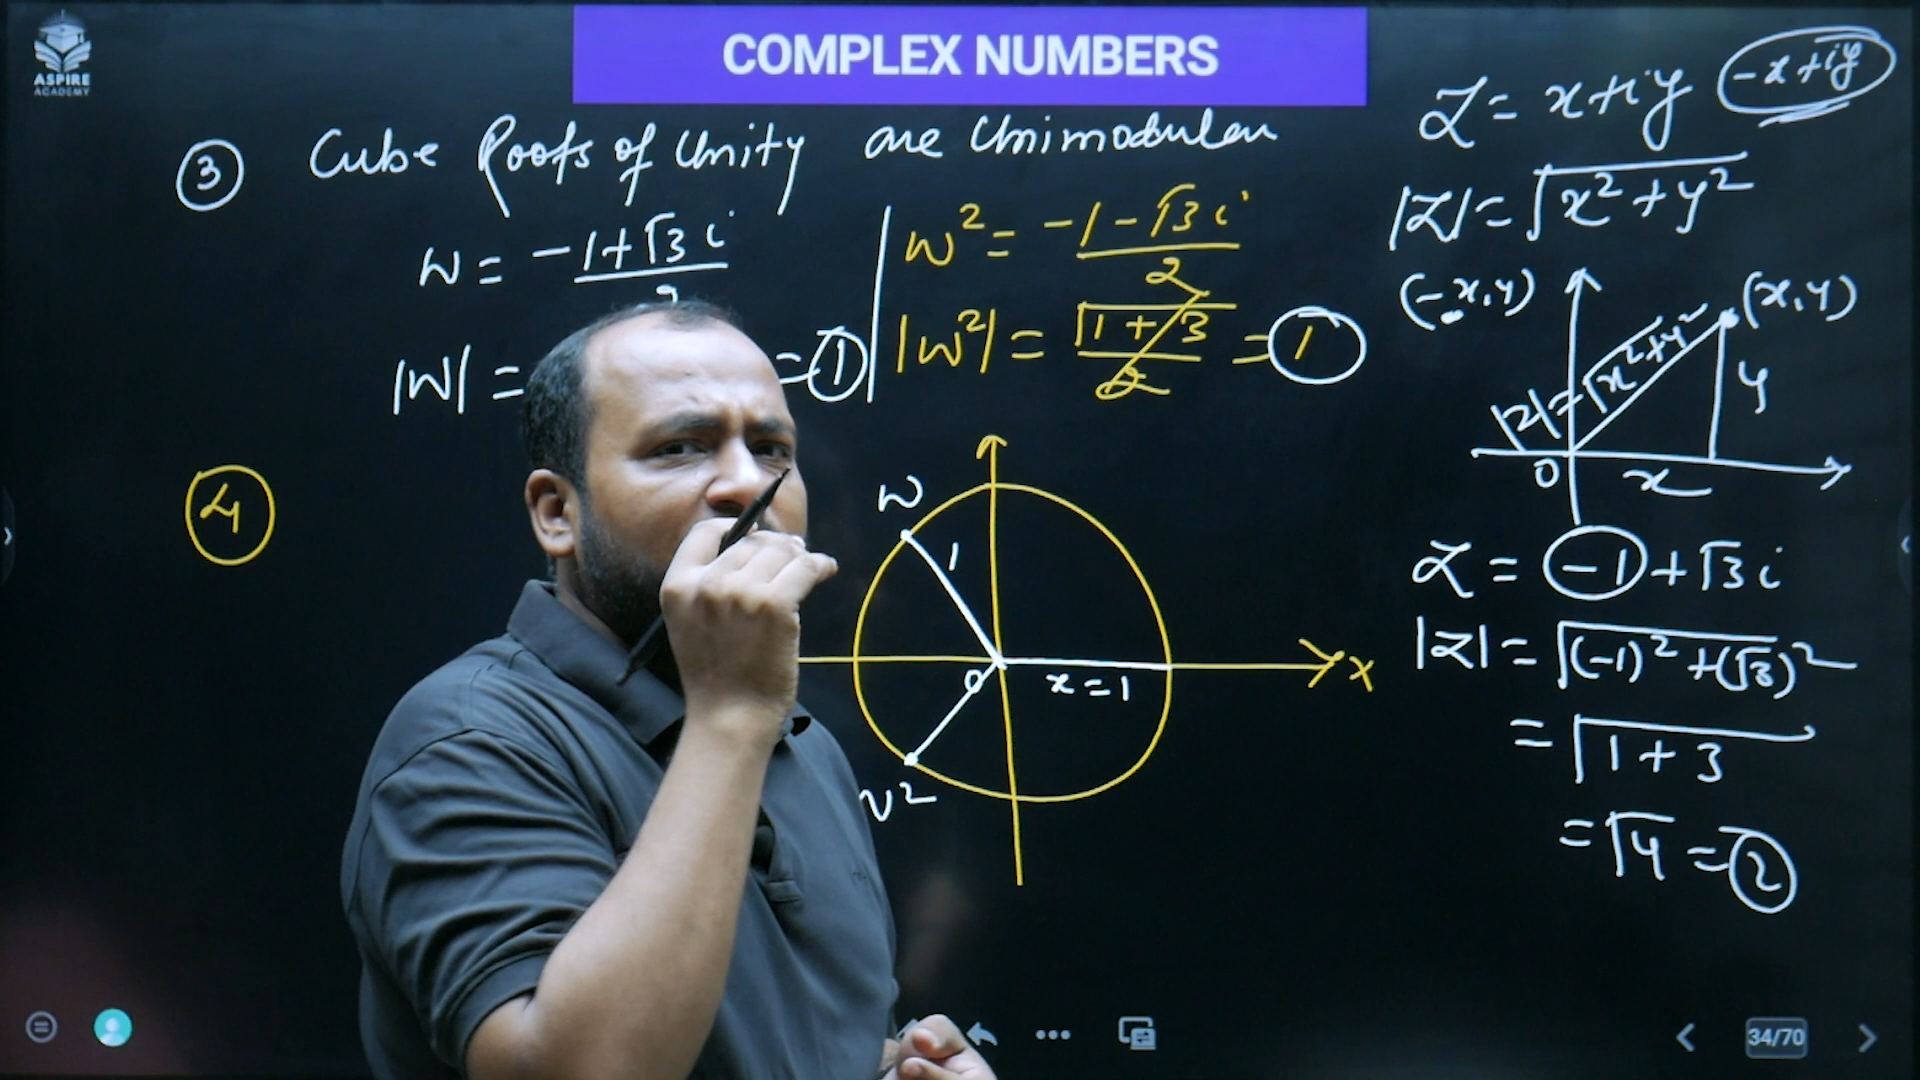 ASPIRE
ACADEMY
COMPLEX NUMBERS
③ Cube Roots of Unity are Unimodular
w = -1+√3 i
|w| = = 1
w² = -1-√3 i / 2
|w²| = √1+3 / 2 = 1
④
w
1
0
x=1
X
w²
Z = x+iy
-x+iy
|Z| = √x²+y²
(-x,y)
(x,y)
|Z|=√x²+y²
y
0
x
Z = -1+√3 i
|Z| = √(-1)²+(√3)²
= √1+3
= √4 = 2
34/70